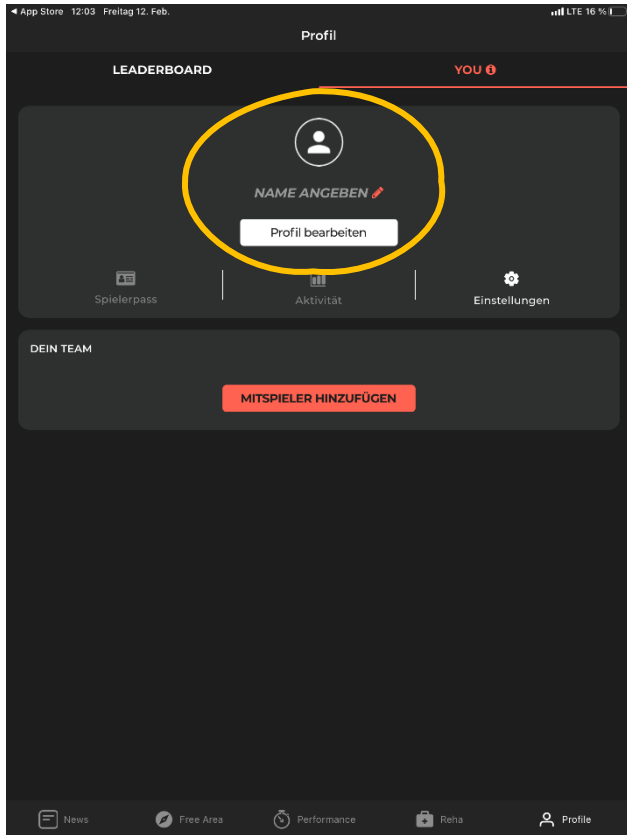 App Store 12:03 Freitag 12. Feb. LTE 16 %
Profil
LEADERBOARD YOU
NAME ANGEBEN
Profil bearbeiten
Spielerpass Aktivität Einstellungen
DEIN TEAM
MITSPIELER HINZUFÜGEN
News Free Area Performance Reha Profile